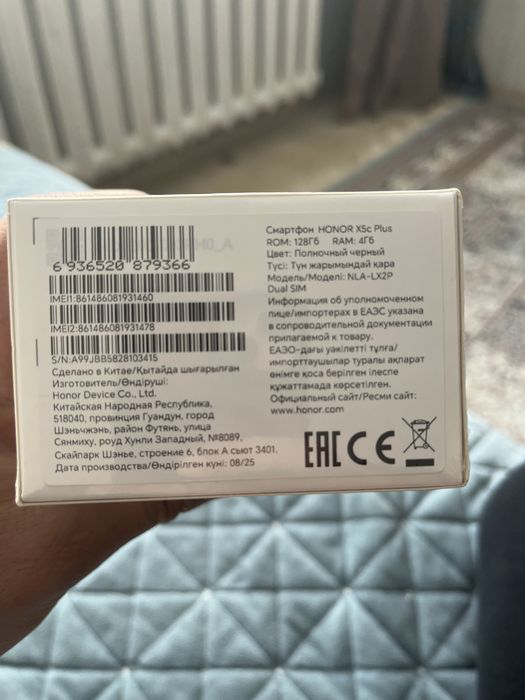 6 936520 879366
IMEI1:861486081931460
IMEI2:861486081931478
S/N:A99JBB5828103415
Сделано в Китае/Қытайда шығарылған
Изготовитель/Өндіруші:
Honor Device Co., Ltd.
Китайская Народная Республика,
518040, провинция Гуандун, город
Шэньчжэнь, район Футянь, улица
Сянмиху, роуд Хунли Западный, №8089,
Скайпарк Шэнье, строение 6, блок А сьют 3401.
Дата производства/Өндірілген күні: 08/25
Смартфон HONOR X5c Plus
ROM: 128Гб RAM: 4Гб
Цвет: Полночный черный
Түсі: Түн жарымындай қара
Модель/Моделі: NLA-LX2P
Dual SIM
Информация об уполномоченном
лице/импортерах в ЕАЭС указана
в сопроводительной документации
прилагаемой к товару.
ЕАЭО-дағы уәкілетті тұлға/
импорттаушылар туралы ақпарат
өнімге қоса берілген ілеспе
құжаттамада көрсетілген.
Официальный сайт/Ресми сайт:
www.honor.com
EAC CE